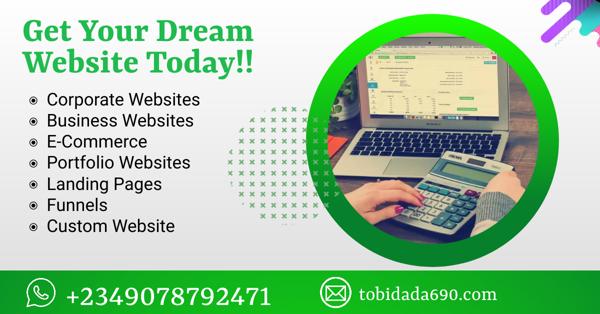 Get Your Dream
Website Today!!
Corporate Websites
Business Websites
E-Commerce
Portfolio Websites
Landing Pages
Funnels
Custom Website
+2349078792471
tobidada690.com